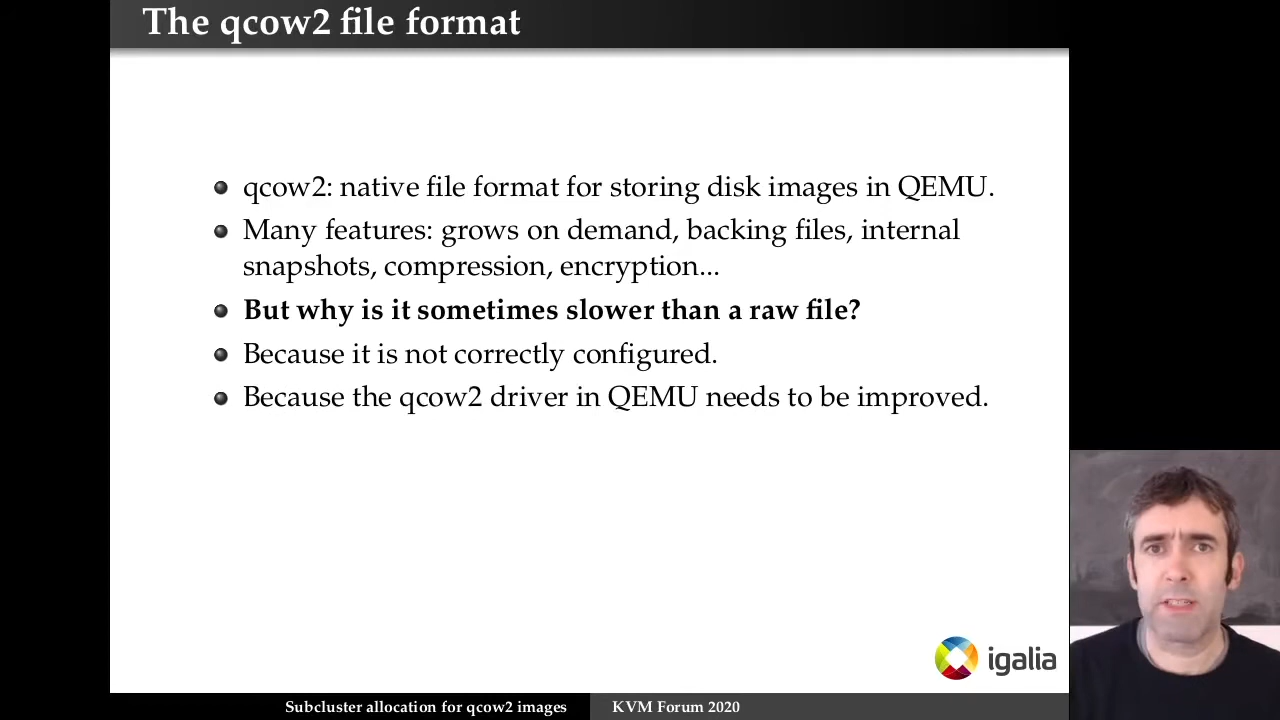 The qcow2 file format
qcow2: native file format for storing disk images in QEMU.
Many features: grows on demand, backing files, internal
snapshots, compression, encryption...
But why is it sometimes slower than a raw file?
Because it is not correctly configured.
Because the qcow2 driver in QEMU needs to be improved.
igalia
Subcluster allocation for qcow2 images
KVM Forum 2020